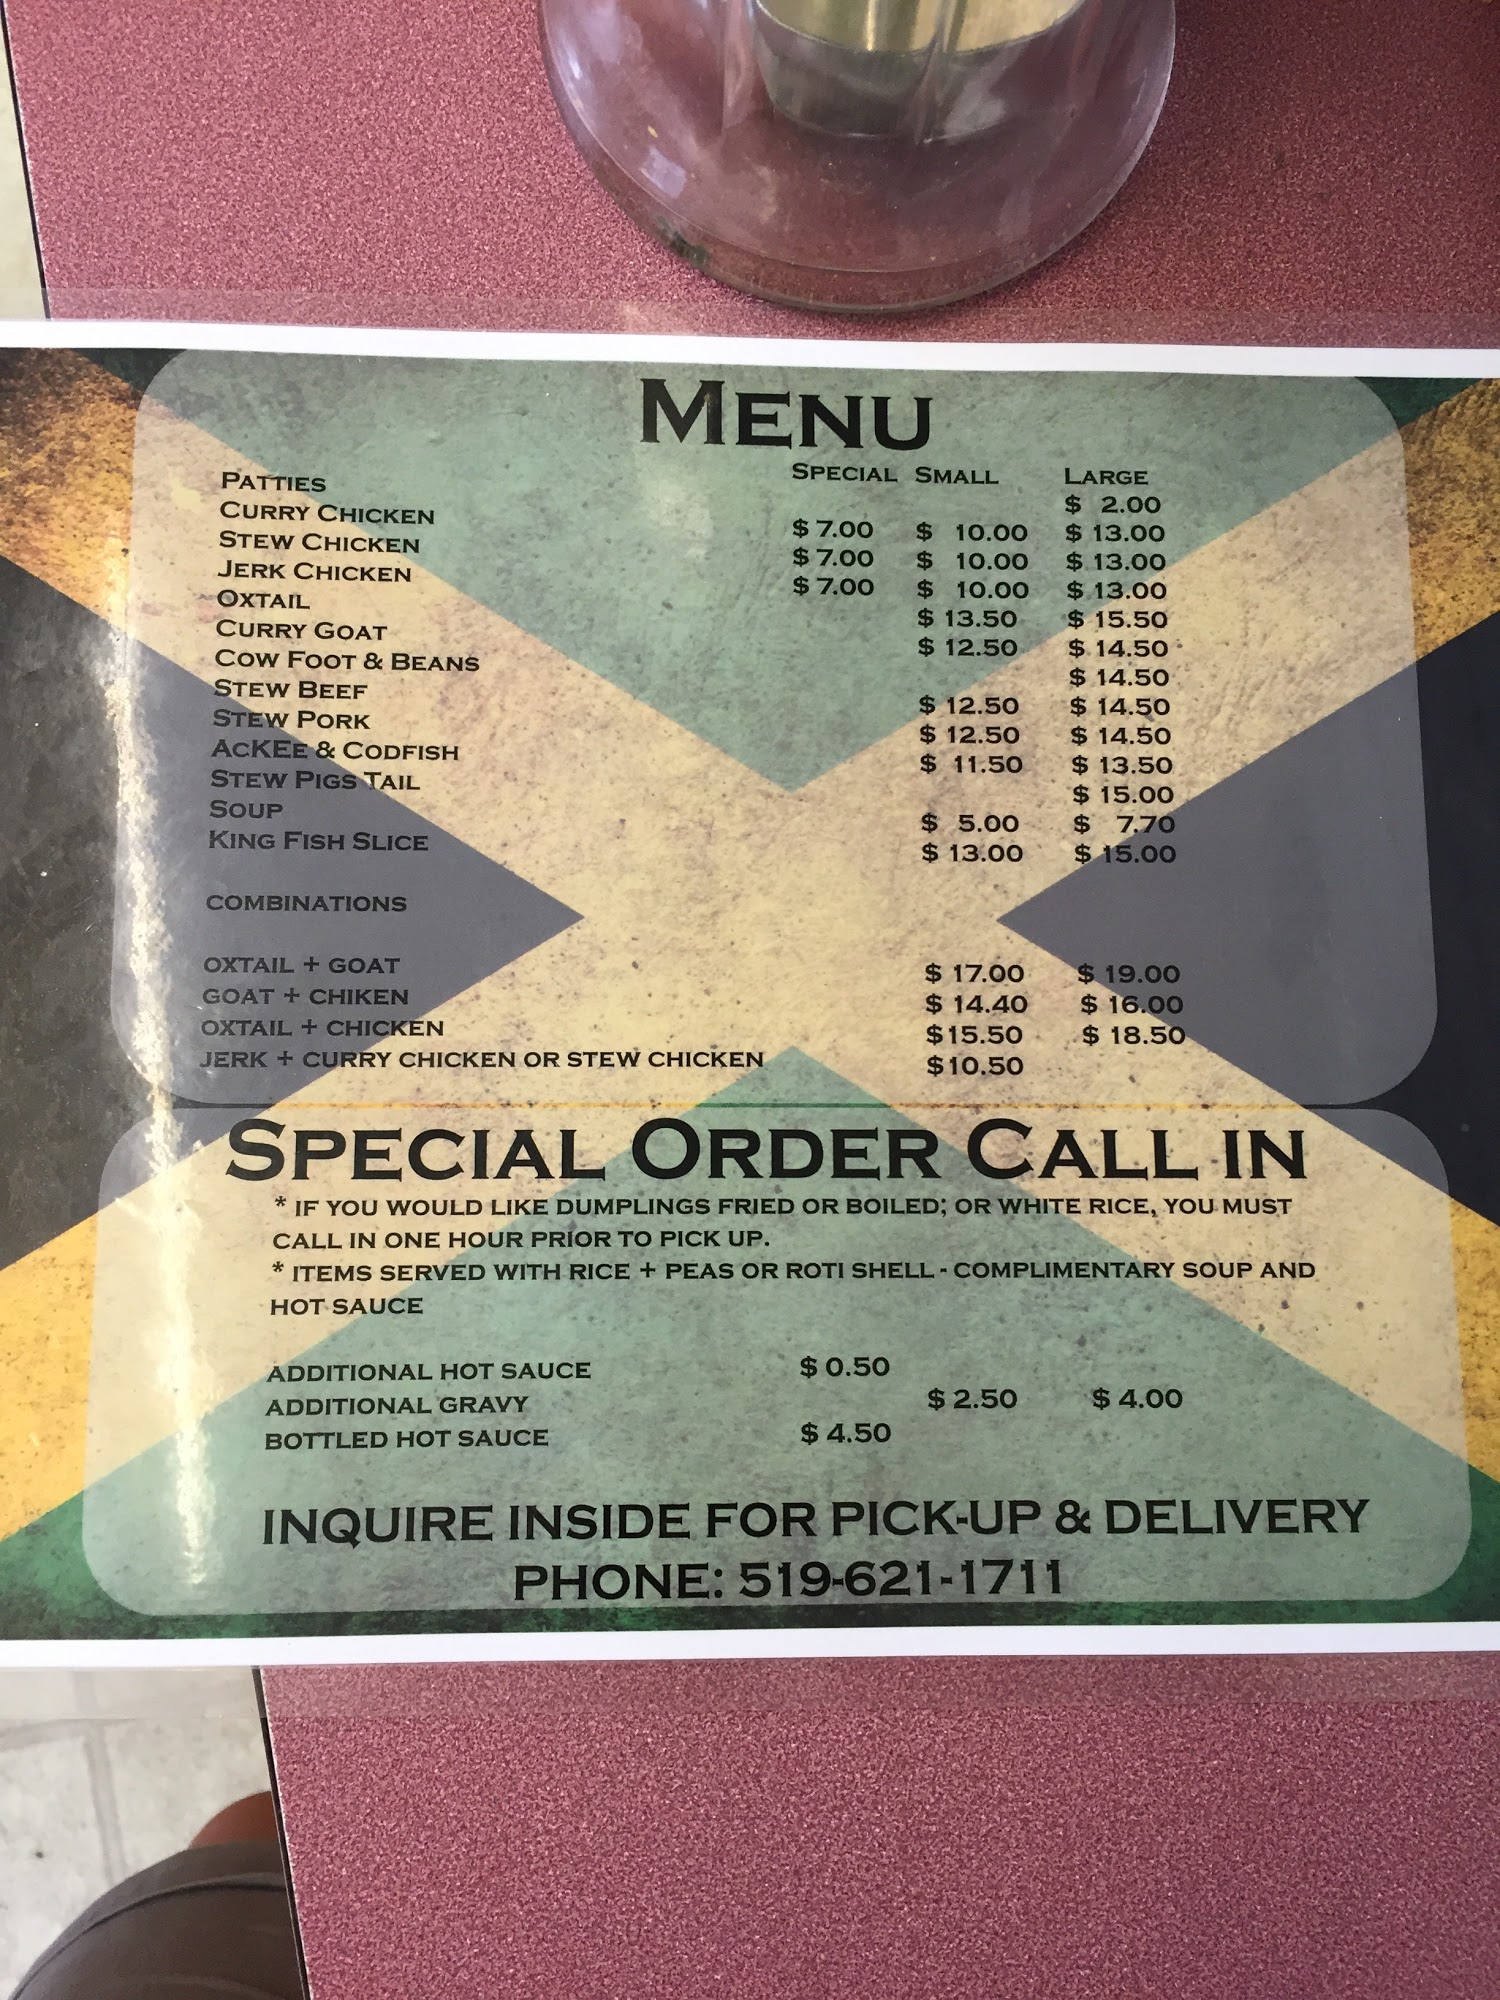 MENU
SPECIAL SMALL LARGE
PATTIES $ 2.00
CURRY CHICKEN $ 7.00 $ 10.00 $ 13.00
STEW CHICKEN $ 7.00 $ 10.00 $ 13.00
JERK CHICKEN $ 7.00 $ 10.00 $ 13.00
OXTAIL $ 13.50 $ 15.50
CURRY GOAT $ 12.50 $ 14.50
COW FOOT & BEANS $ 14.50
STEW BEEF $ 12.50 $ 14.50
STEW PORK $ 12.50 $ 14.50
ACKEE & CODFISH $ 11.50 $ 13.50
STEW PIGS TAIL $ 15.00
SOUP $ 5.00 $ 7.70
KING FISH SLICE $ 13.00 $ 15.00
COMBINATIONS
OXTAIL + GOAT $ 17.00 $ 19.00
GOAT + CHIKEN $ 14.40 $ 16.00
OXTAIL + CHICKEN $15.50 $ 18.50
JERK + CURRY CHICKEN OR STEW CHICKEN $10.50
SPECIAL ORDER CALL IN
* IF YOU WOULD LIKE DUMPLINGS FRIED OR BOILED; OR WHITE RICE, YOU MUST
CALL IN ONE HOUR PRIOR TO PICK UP.
* ITEMS SERVED WITH RICE + PEAS OR ROTI SHELL - COMPLIMENTARY SOUP AND
HOT SAUCE
ADDITIONAL HOT SAUCE $ 0.50
ADDITIONAL GRAVY $ 2.50 $ 4.00
BOTTLED HOT SAUCE $ 4.50
INQUIRE INSIDE FOR PICK-UP & DELIVERY
PHONE: 519-621-1711